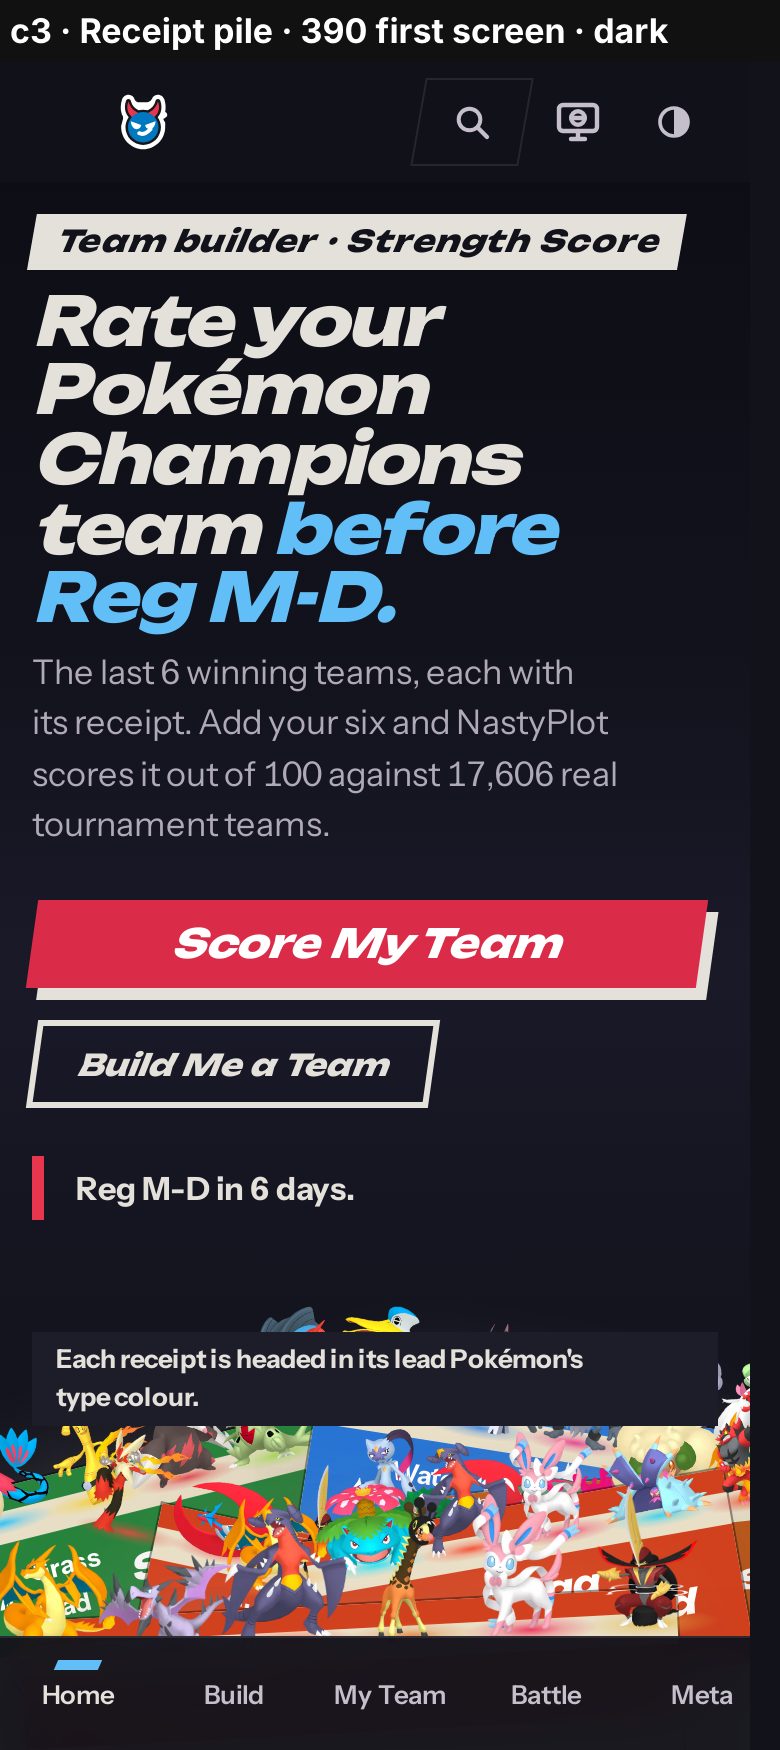 c3 · Receipt pile · 390 first screen · dark
Team builder · Strength Score
Rate your
Pokémon
Champions
team before
Reg M-D.
The last 6 winning teams, each with
its receipt. Add your six and NastyPlot
scores it out of 100 against 17,606 real
tournament teams.
Score My Team
Build Me a Team
Reg M-D in 6 days.
Each receipt is headed in its lead Pokémon's
type colour.
Home
Build
My Team
Battle
Meta